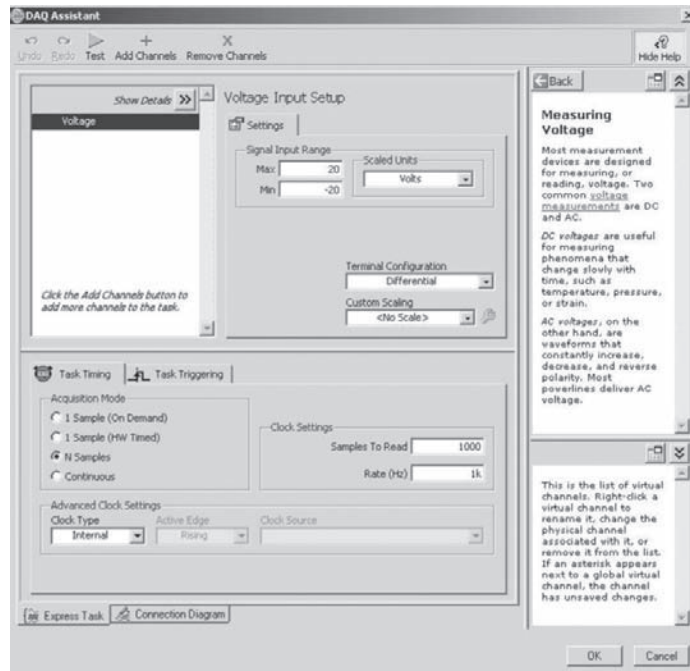 DAQ Assistant
Undo Redo Test Add Channels Remove Channels
Hide Help
Show Details
Voltage
Click the Add Channels button to
add more channels to the task.
Voltage Input Setup
Settings
Signal Input Range
Max 20
Min -20
Scaled Units
Volts
Terminal Configuration
Differential
Custom Scaling
<No Scale>
Task Timing Task Triggering
Acquisition Mode
1 Sample (On Demand)
1 Sample (HW Timed)
N Samples
Continuous
Clock Settings
Samples To Read 1000
Rate (Hz) 1k
Advanced Clock Settings
Clock Type Active Edge Clock Source
Internal Rising
Express Task Connection Diagram
Back
Measuring
Voltage
Most measurement
devices are designed
for measuring, or
reading, voltage. Two
common voltage
measurements are DC
and AC.
DC voltages are useful
for measuring
phenomena that
change slowly with
time, such as
temperature, pressure,
or strain.
AC voltages, on the
other hand, are
waveforms that
constantly increase,
decrease, and reverse
polarity. Most
powerlines deliver AC
voltage.
This is the list of virtual
channels. Right-click a
virtual channel to
rename it, change the
physical channel
associated with it, or
remove it from the list.
If an asterisk appears
next to a global virtual
channel, the channel
has unsaved changes.
OK Cancel